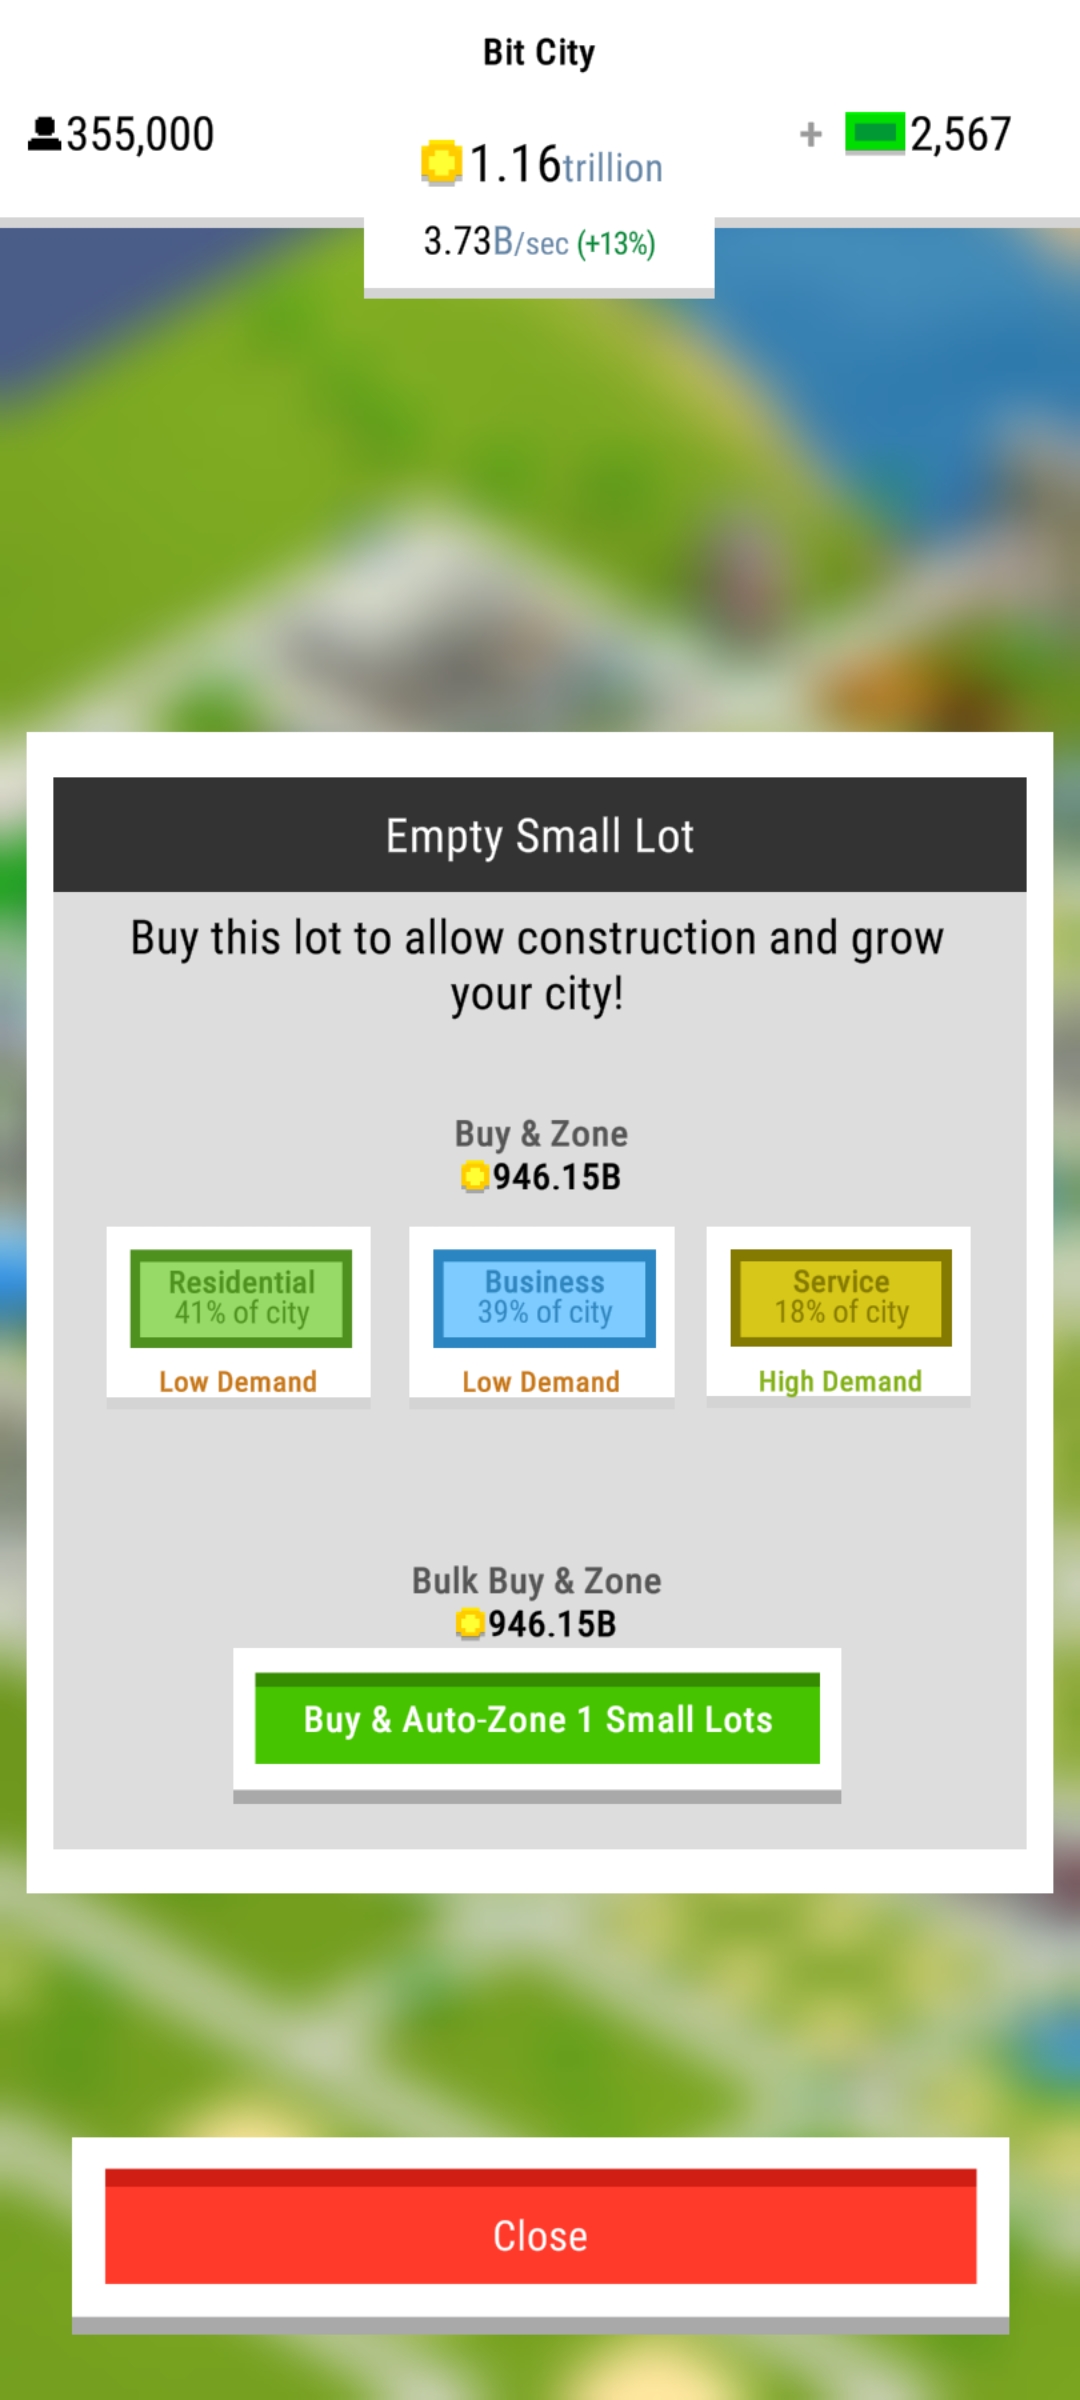 Bit City
355,000
1.16trillion
+ 2,567
3.73B/sec (+13%)
Empty Small Lot
Buy this lot to allow construction and grow
your city!
Buy & Zone
946.15B
Residential
41% of city
Low Demand
Business
39% of city
Low Demand
Service
18% of city
High Demand
Bulk Buy & Zone
946.15B
Buy & Auto-Zone 1 Small Lots
Close